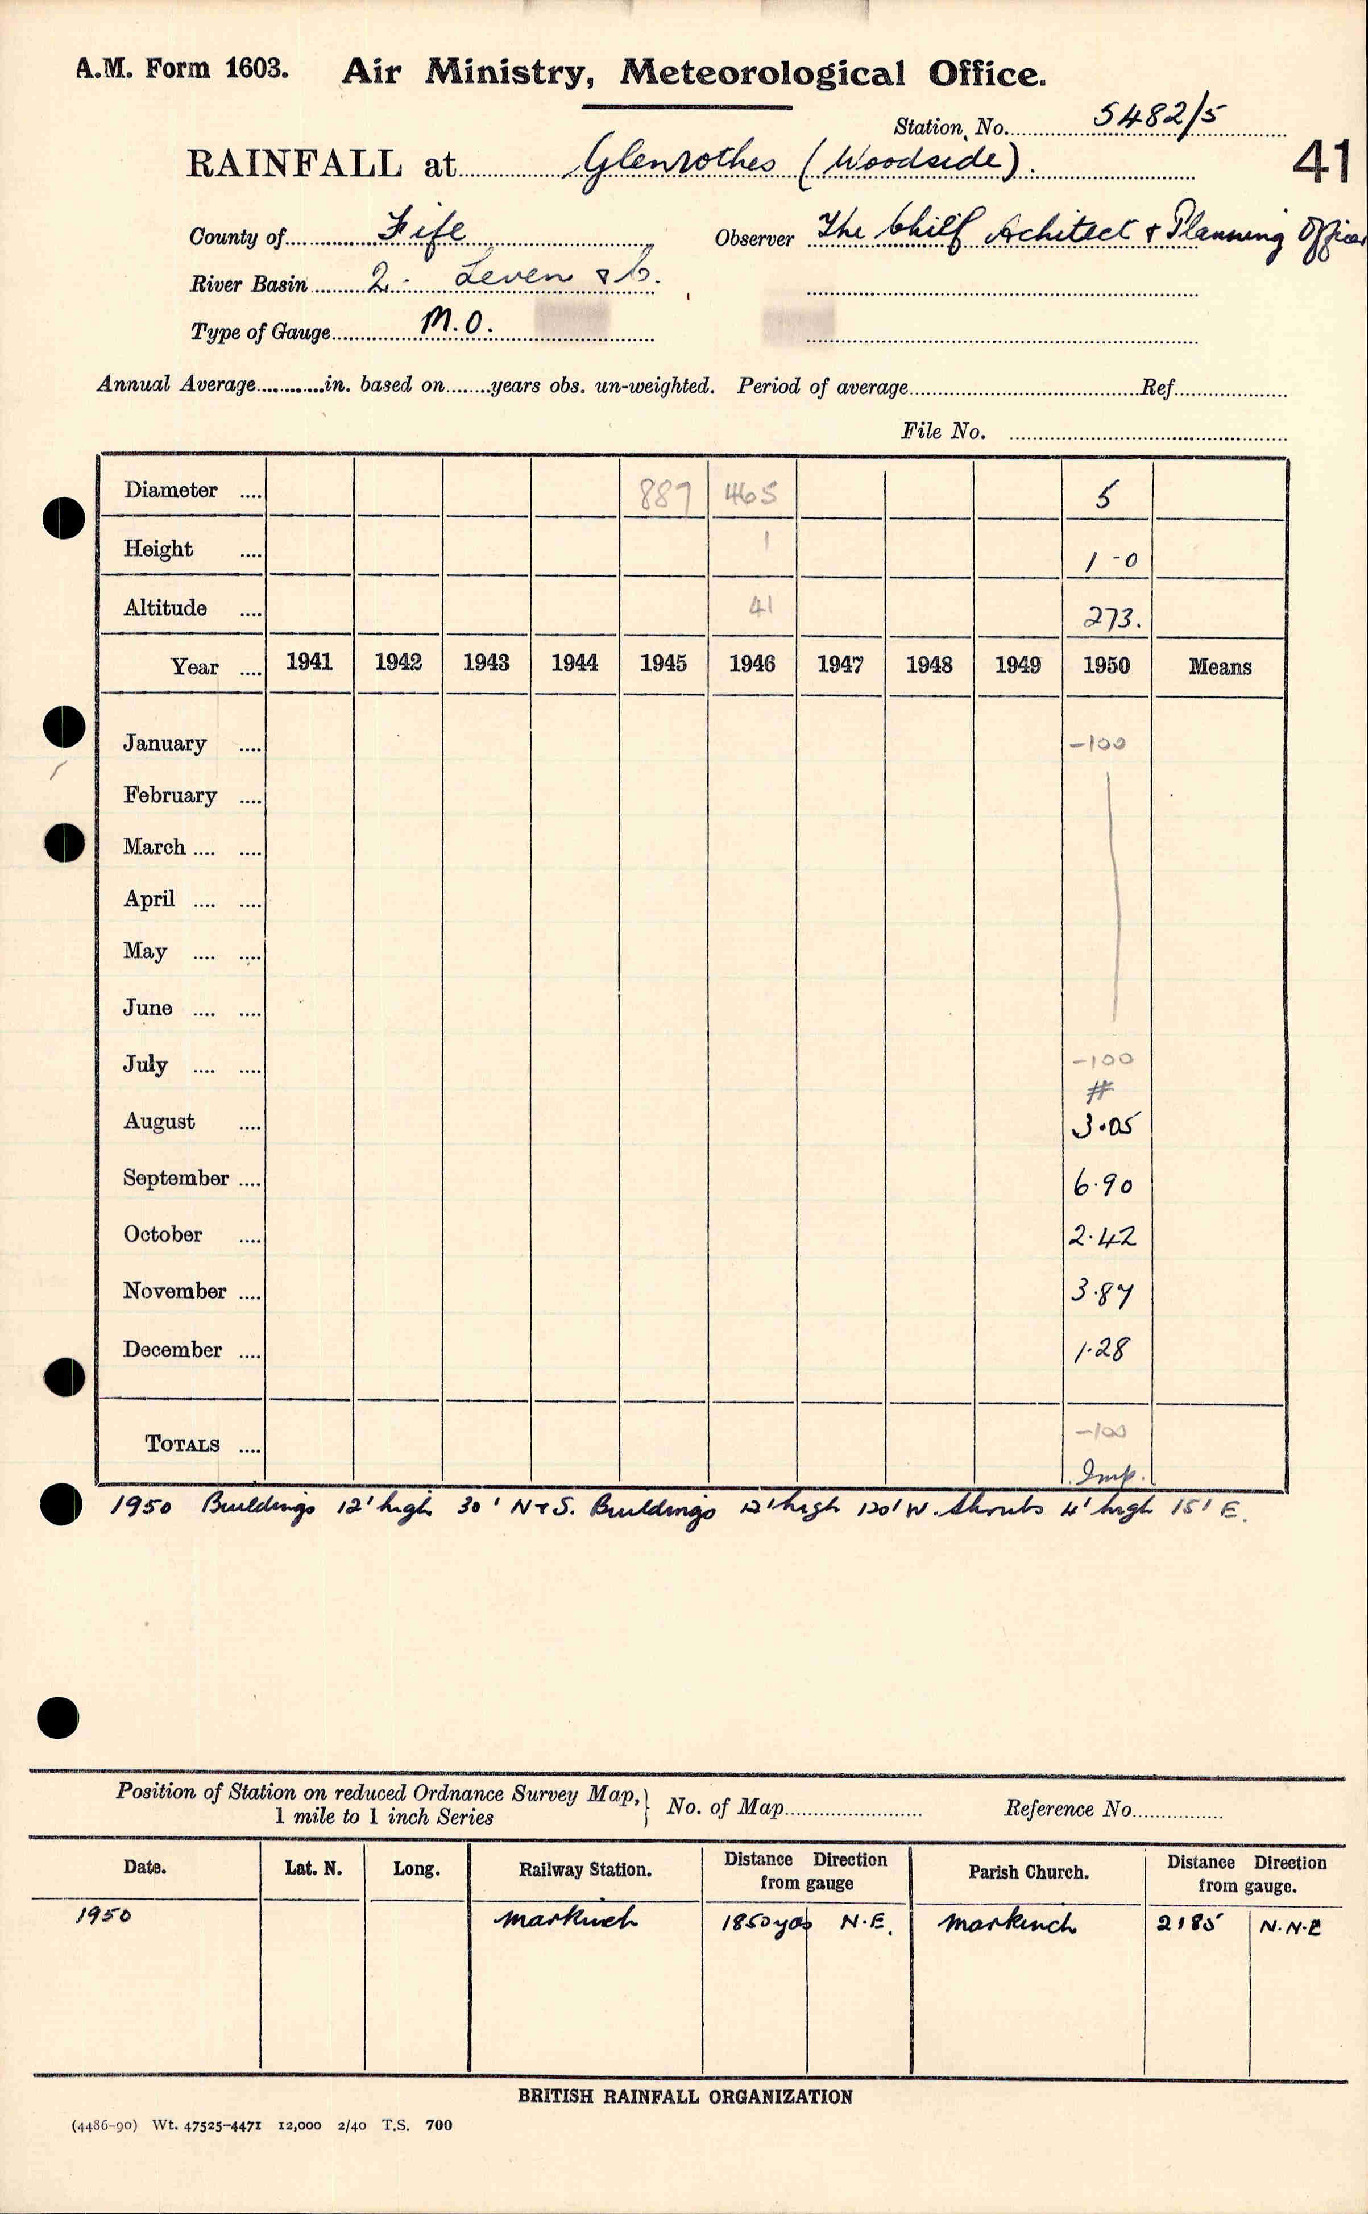 A.M. Form 1603. Air Ministry, Meteorological Office.
Station No. 5482/5
RAINFALL at Glenrothes (Woodside). 41
County of Fife Observer The Chief Architect & Planning Officer
River Basin 2. Leven &c.
Type of Gauge M.O.
Annual Average in. based on years obs. un-weighted. Period of average Ref.
File No.
Diameter .... 887 465 5
Height .... 1 1-0
Altitude .... 41 273.
Year .... 1941 1942 1943 1944 1945 1946 1947 1948 1949 1950 Means
January .... -100
February ....
March .... ....
April .... ....
May .... ....
June .... ....
July .... .... -100
#
August .... 3.05
September .... 6.90
October .... 2.42
November .... 3.87
December .... 1.28
TOTALS .... -100
Imp.
1950 Buildings 12' high 30' N & S. Buildings 12' high 120' W. Shrubs 4' high 15' E.
Position of Station on reduced Ordnance Survey Map, } No. of Map Reference No.
1 mile to 1 inch Series
Date. Lat. N. Long. Railway Station. Distance Direction from gauge Parish Church. Distance Direction from gauge.
1950 Markinch 1850 yds N.E. Markinch 2185 N.N.E
BRITISH RAINFALL ORGANIZATION
(4486-90) Wt. 47525-4471 12,000 2/40 T.S. 700